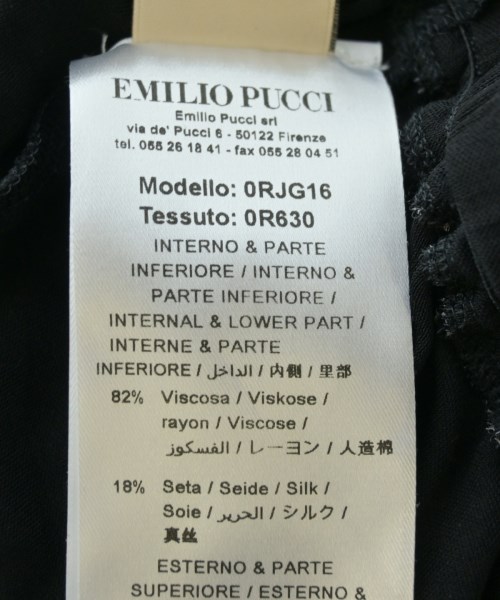 EMILIO PUCCI
Emilio Pucci srl
via de' Pucci 6 - 50122 Firenze
tel. 055 26 18 41 - fax 055 28 04 51
Modello: 0RJG16
Tessuto: 0R630
INTERNO & PARTE
INFERIORE / INTERNO &
PARTE INFERIORE /
INTERNAL & LOWER PART /
INTERNE & PARTE
INFERIORE / الداخل / 内側 / 里部
82% Viscosa / Viskose /
rayon / Viscose /
الفسكوز / レーヨン / 人造棉
18% Seta / Seide / Silk /
Soie / الحرير / シルク /
真丝
ESTERNO & PARTE
SUPERIORE / ESTERNO &